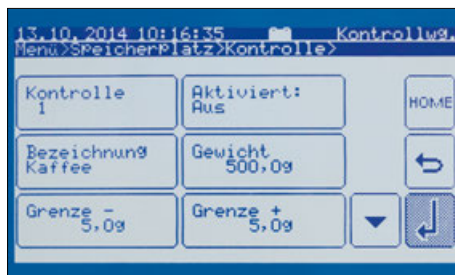 13.10.2014 10:16:35 Kontrollwg.
Menü>Speicherplatz>Kontrolle>
Kontrolle
1
Aktiviert:
Aus
HOME
Bezeichnung
Kaffee
Gewicht
500,0g
Grenze -
5,0g
Grenze +
5,0g